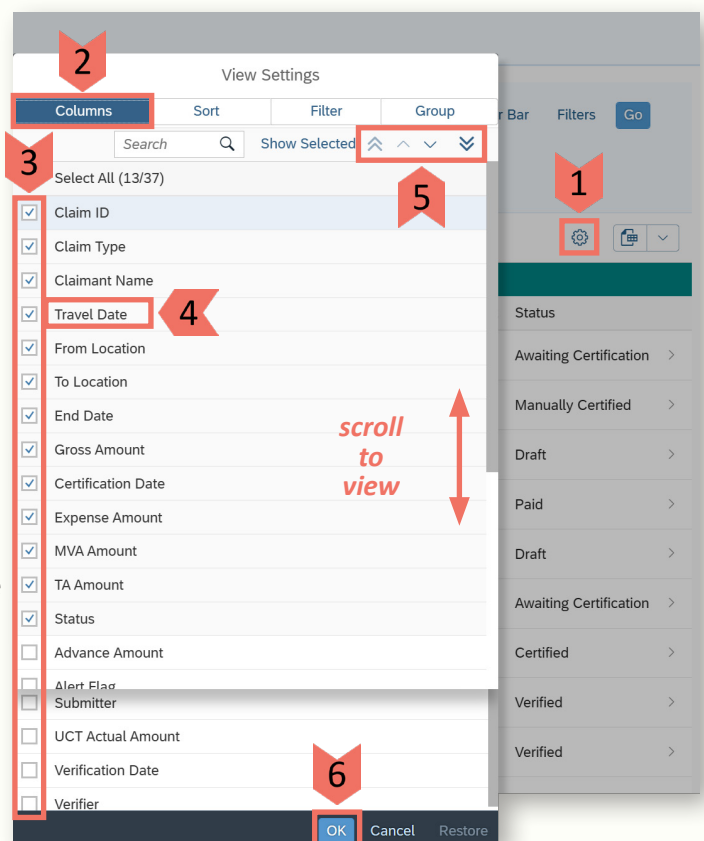 2
View Settings
Columns Sort Filter Group
r Bar Filters Go
Search Show Selected
3
5
1
Select All (13/37)
Claim ID
Claim Type
Claimant Name
Travel Date
4
Status
From Location
Awaiting Certification
To Location
Manually Certified
End Date
scroll
to
view
Gross Amount
Draft
Certification Date
Paid
Expense Amount
MVA Amount
Draft
TA Amount
Awaiting Certification
Status
Advance Amount
Certified
Alert Flag
Submitter
Verified
UCT Actual Amount
Verified
Verification Date
6
Verifier
OK Cancel Restore